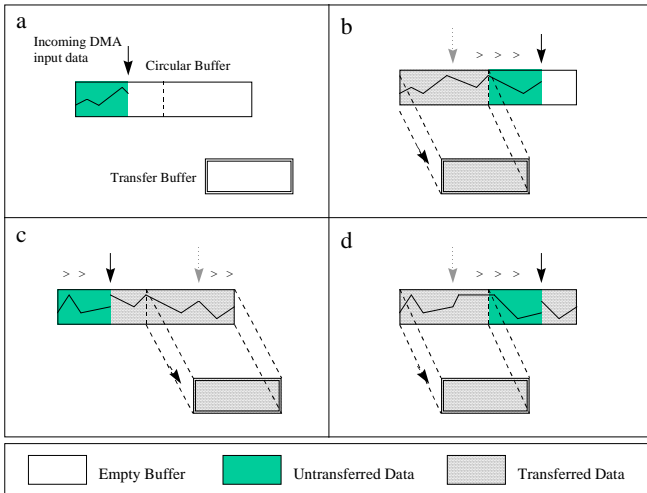 a
Incoming DMA
input data
Circular Buffer
Transfer Buffer
b
> > >
c
> >
> >
d
> > >
Empty Buffer
Untransferred Data
Transferred Data